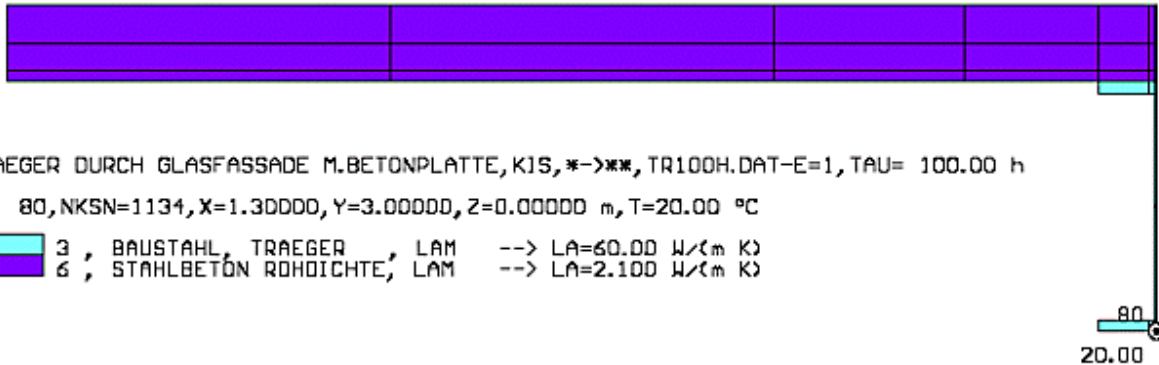 AEGER DURCH GLASFASSADE M.BETONPLATTE,KIS,*->**,TR100H.DAT-E=1,TAU= 100.00 h
80,NKSN=1134,X=1.30000,Y=3.00000,Z=0.00000 m,T=20.00 ºC
3 , BAUSTAHL, TRAEGER , LAM --> LA=60.00 W/(m K)
6 , STAHLBETON ROHDICHTE, LAM --> LA=2.100 W/(m K)
80
20.00